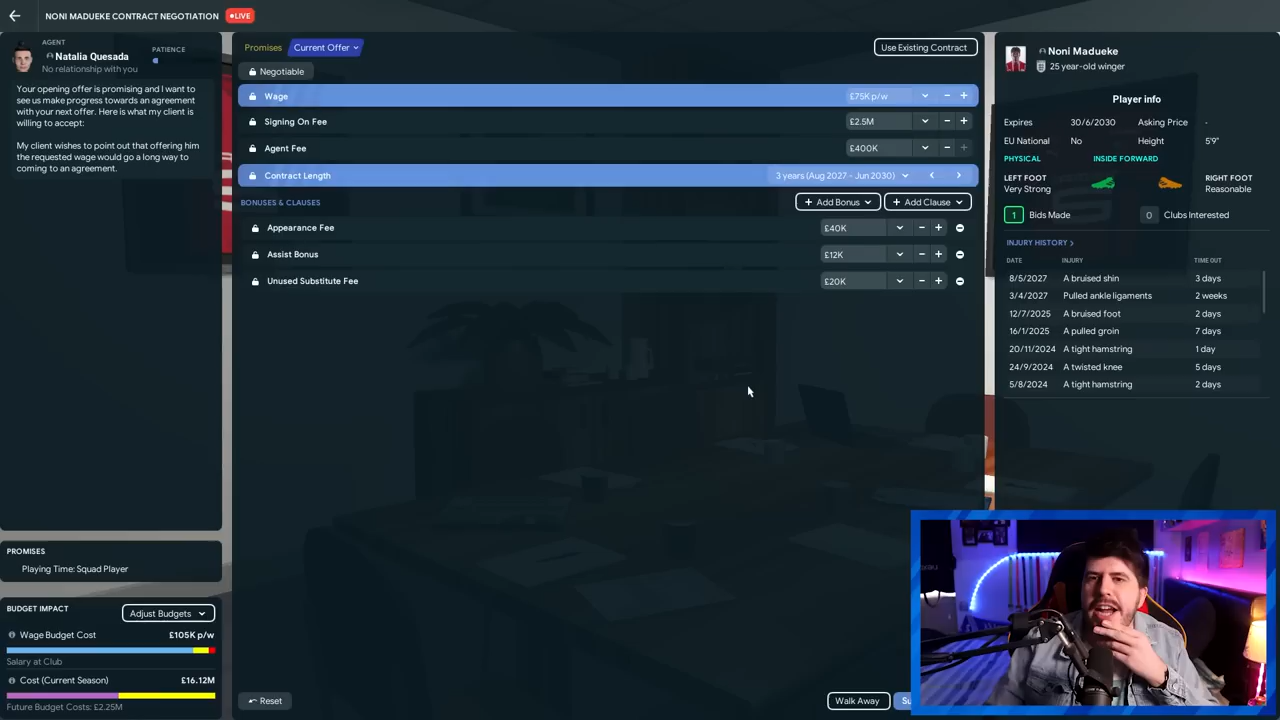 NONI MADUEKE CONTRACT NEGOTIATION
LIVE
AGENT
Natalia Quesada
No relationship with you
PATIENCE
Your opening offer is promising and I want to
see us make progress towards an agreement
with your next offer. Here is what my client is
willing to accept:
My client wishes to point out that offering him
the requested wage would go a long way to
coming to an agreement.
PROMISES
Playing Time: Squad Player
BUDGET IMPACT
Adjust Budgets
Wage Budget Cost £105K p/w
Salary at Club
Cost (Current Season) £16.12M
Future Budget Costs: £2.25M
Promises Current Offer
Use Existing Contract
Negotiable
Wage £75K p/w
Signing On Fee £2.5M
Agent Fee £400K
Contract Length 3 years (Aug 2027 - Jun 2030)
BONUSES & CLAUSES
Add Bonus
Add Clause
Appearance Fee £40K
Assist Bonus £12K
Unused Substitute Fee £20K
Reset
Walk Away
Su
Noni Madueke
25 year-old winger
Player info
Expires 30/6/2030 Asking Price -
EU National No Height 5'9"
PHYSICAL INSIDE FORWARD
LEFT FOOT RIGHT FOOT
Very Strong Reasonable
1 Bids Made 0 Clubs Interested
INJURY HISTORY
DATE INJURY TIME OUT
8/5/2027 A bruised shin 3 days
3/4/2027 Pulled ankle ligaments 2 weeks
12/7/2025 A bruised foot 2 days
16/1/2025 A pulled groin 7 days
20/11/2024 A tight hamstring 1 day
24/9/2024 A twisted knee 5 days
5/8/2024 A tight hamstring 2 days